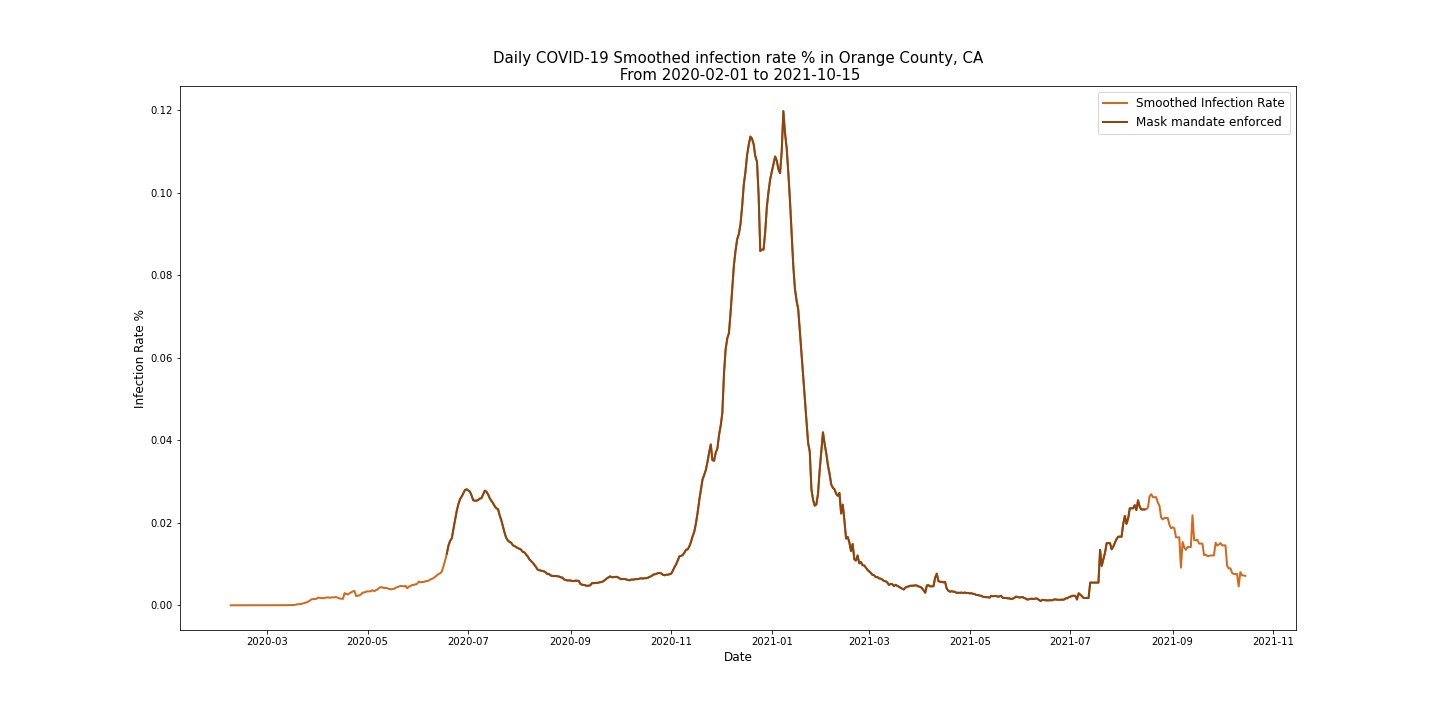 Daily COVID-19 Smoothed infection rate % in Orange County, CA
From 2020-02-01 to 2021-10-15
Smoothed Infection Rate
Mask mandate enforced
Infection Rate %
0.12
0.10
0.08
0.06
0.04
0.02
0.00
2020-03 2020-05 2020-07 2020-09 2020-11 2021-01 2021-03 2021-05 2021-07 2021-09 2021-11
Date